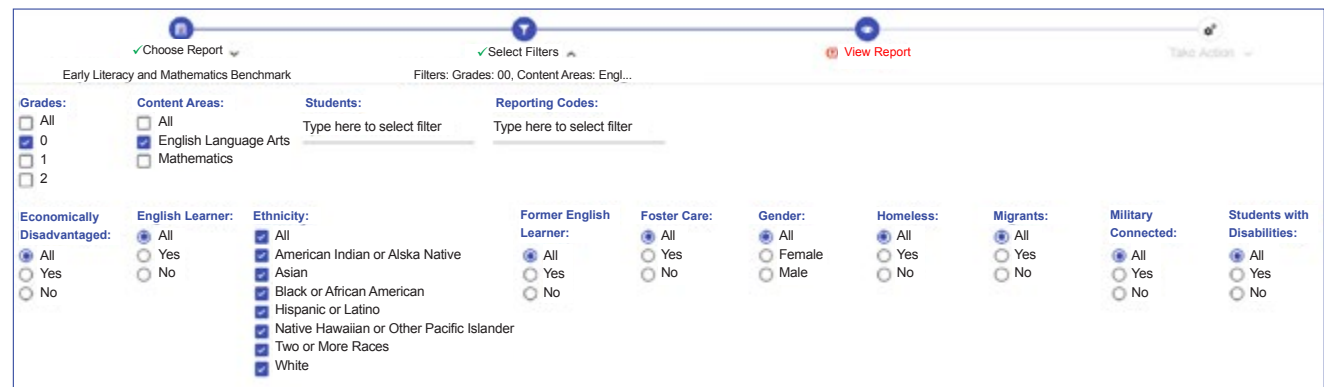 ✓Choose Report
✓Select Filters
View Report
Take Action
Early Literacy and Mathematics Benchmark
Filters: Grades: 00, Content Areas: Engl...
Grades:
All
0
1
2
Content Areas:
All
English Language Arts
Mathematics
Students:
Type here to select filter
Reporting Codes:
Type here to select filter
Economically
Disadvantaged:
All
Yes
No
English Learner:
All
Yes
No
Ethnicity:
All
American Indian or Alska Native
Asian
Black or African American
Hispanic or Latino
Native Hawaiian or Other Pacific Islander
Two or More Races
White
Former English
Learner:
All
Yes
No
Foster Care:
All
Yes
No
Gender:
All
Female
Male
Homeless:
All
Yes
No
Migrants:
All
Yes
No
Military
Connected:
All
Yes
No
Students with
Disabilities:
All
Yes
No